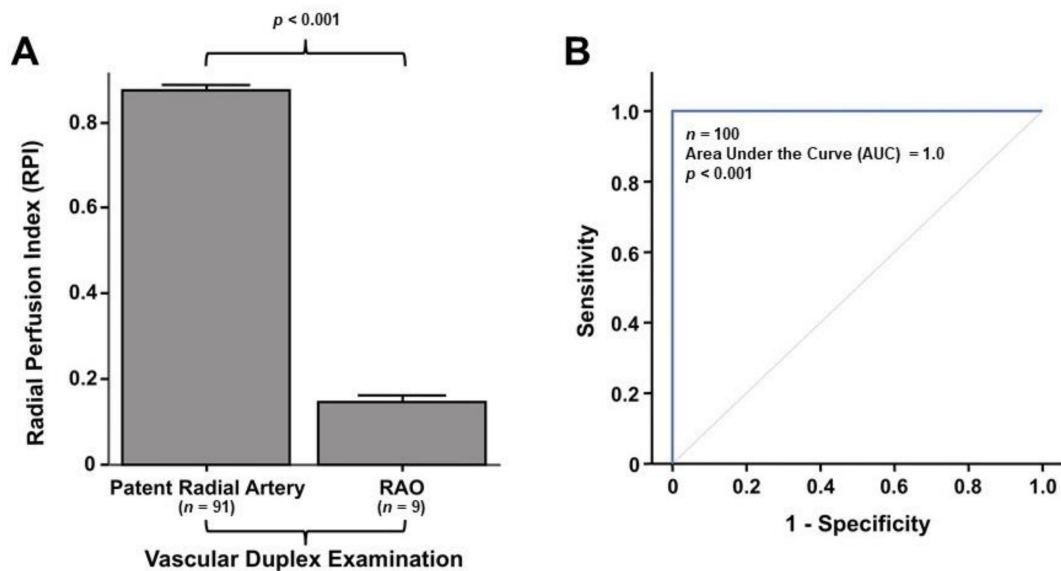 A
p < 0.001
Radial Perfusion Index (RPI)
0.8
0.6
0.4
0.2
0
Patent Radial Artery
(n = 91)
RAO
(n = 9)
Vascular Duplex Examination
B
Sensitivity
1.0
0.8
0.6
0.4
0.2
0
n = 100
Area Under the Curve (AUC) = 1.0
p < 0.001
0 0.2 0.4 0.6 0.8 1.0
1 - Specificity